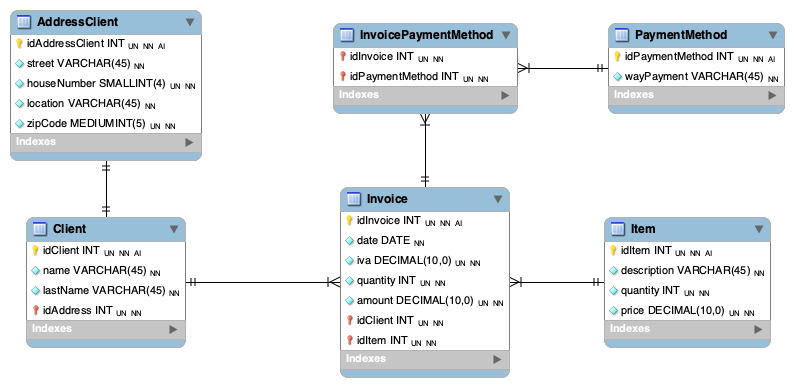 AddressClient
idAddressClient INT UN NN AI
street VARCHAR(45) NN
houseNumber SMALLINT(4) UN NN
location VARCHAR(45) NN
zipCode MEDIUMINT(5) UN NN
Indexes
InvoicePaymentMethod
idInvoice INT UN NN
idPaymentMethod INT UN NN
Indexes
PaymentMethod
idPaymentMethod INT UN NN AI
wayPayment VARCHAR(45) NN
Indexes
Client
idClient INT UN NN AI
name VARCHAR(45) NN
lastName VARCHAR(45) NN
idAddress INT UN NN
Indexes
Invoice
idInvoice INT UN NN AI
date DATE NN
iva DECIMAL(10,0) UN NN
quantity INT UN NN
amount DECIMAL(10,0) UN NN
idClient INT UN NN
idItem INT UN NN
Indexes
Item
idItem INT UN NN AI
description VARCHAR(45) NN
quantity INT UN NN
price DECIMAL(10,0) UN NN
Indexes